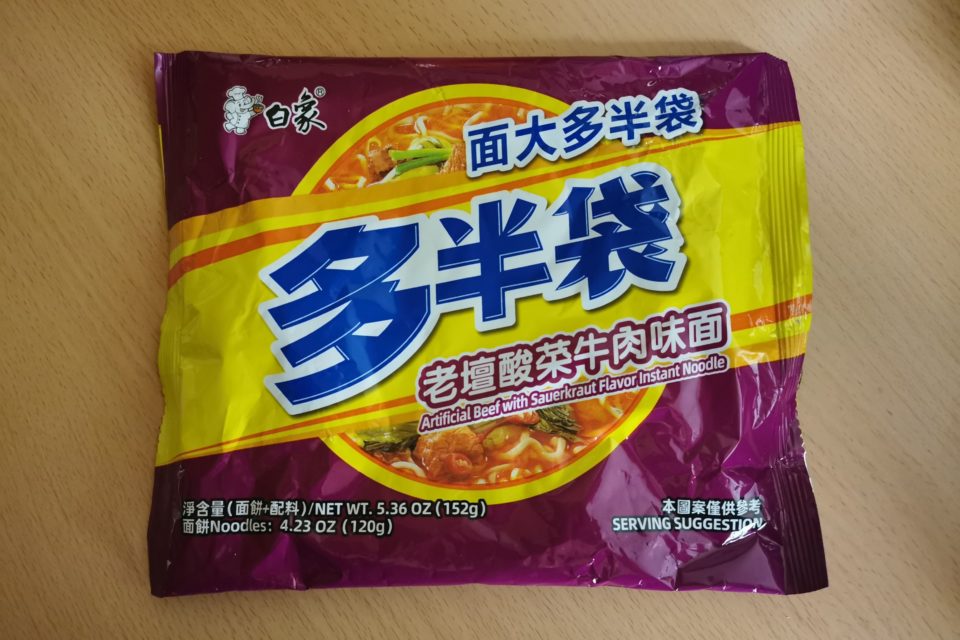 白象®
面大多半袋
多半袋
老壇酸菜牛肉味面
Artificial Beef with Sauerkraut Flavor Instant Noodle
淨含量(面餅+配料)/NET WT. 5.36 OZ (152g)
面餅Noodles: 4.23 OZ (120g)
本圖案僅供參考
SERVING SUGGESTION